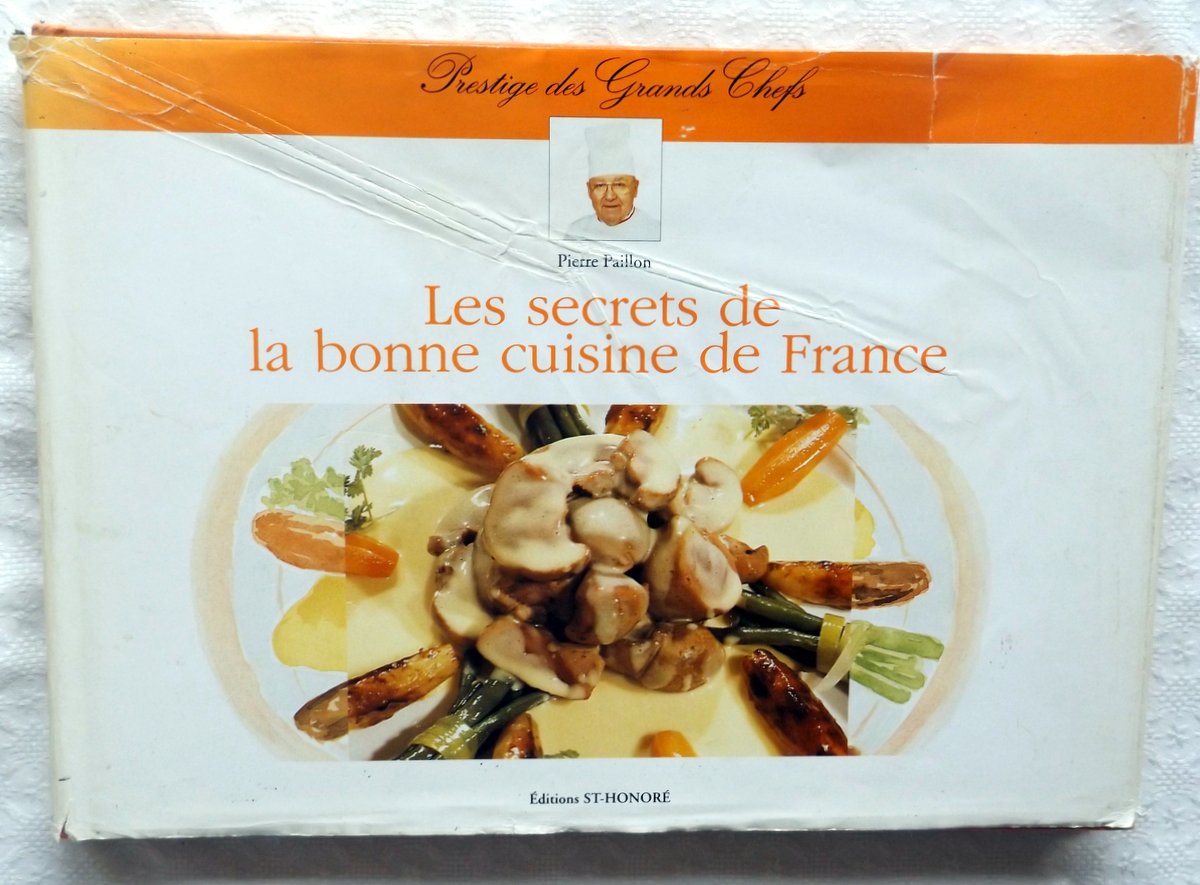 Prestige des Grands Chefs
Pierre Paillon
Les secrets de
la bonne cuisine de France
Éditions ST-HONORÉ